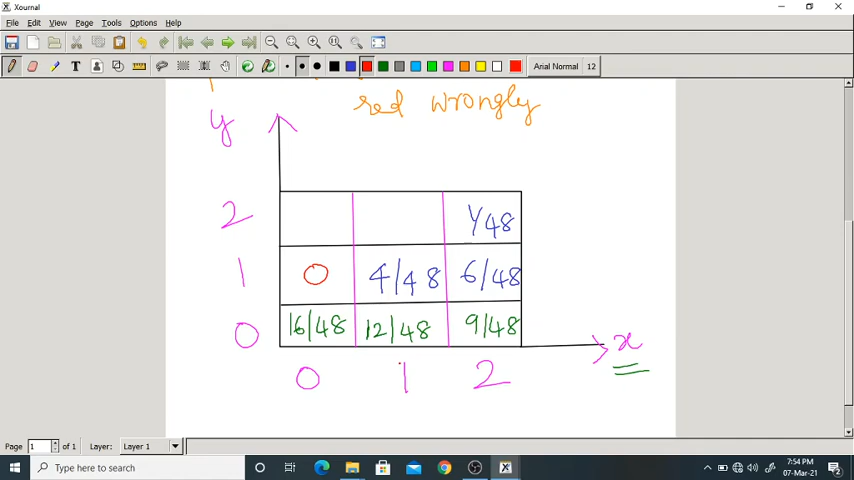 Xournal
File Edit View Page Tools Options Help
Arial Normal 12
red wrongly
y
2 1/48
1 0 4/48 6/48
0 16/48 12/48 9/48
x
0 1 2
Page 1 of 1 Layer: Layer 1
Type here to search
7:54 PM
07-Mar-21
2